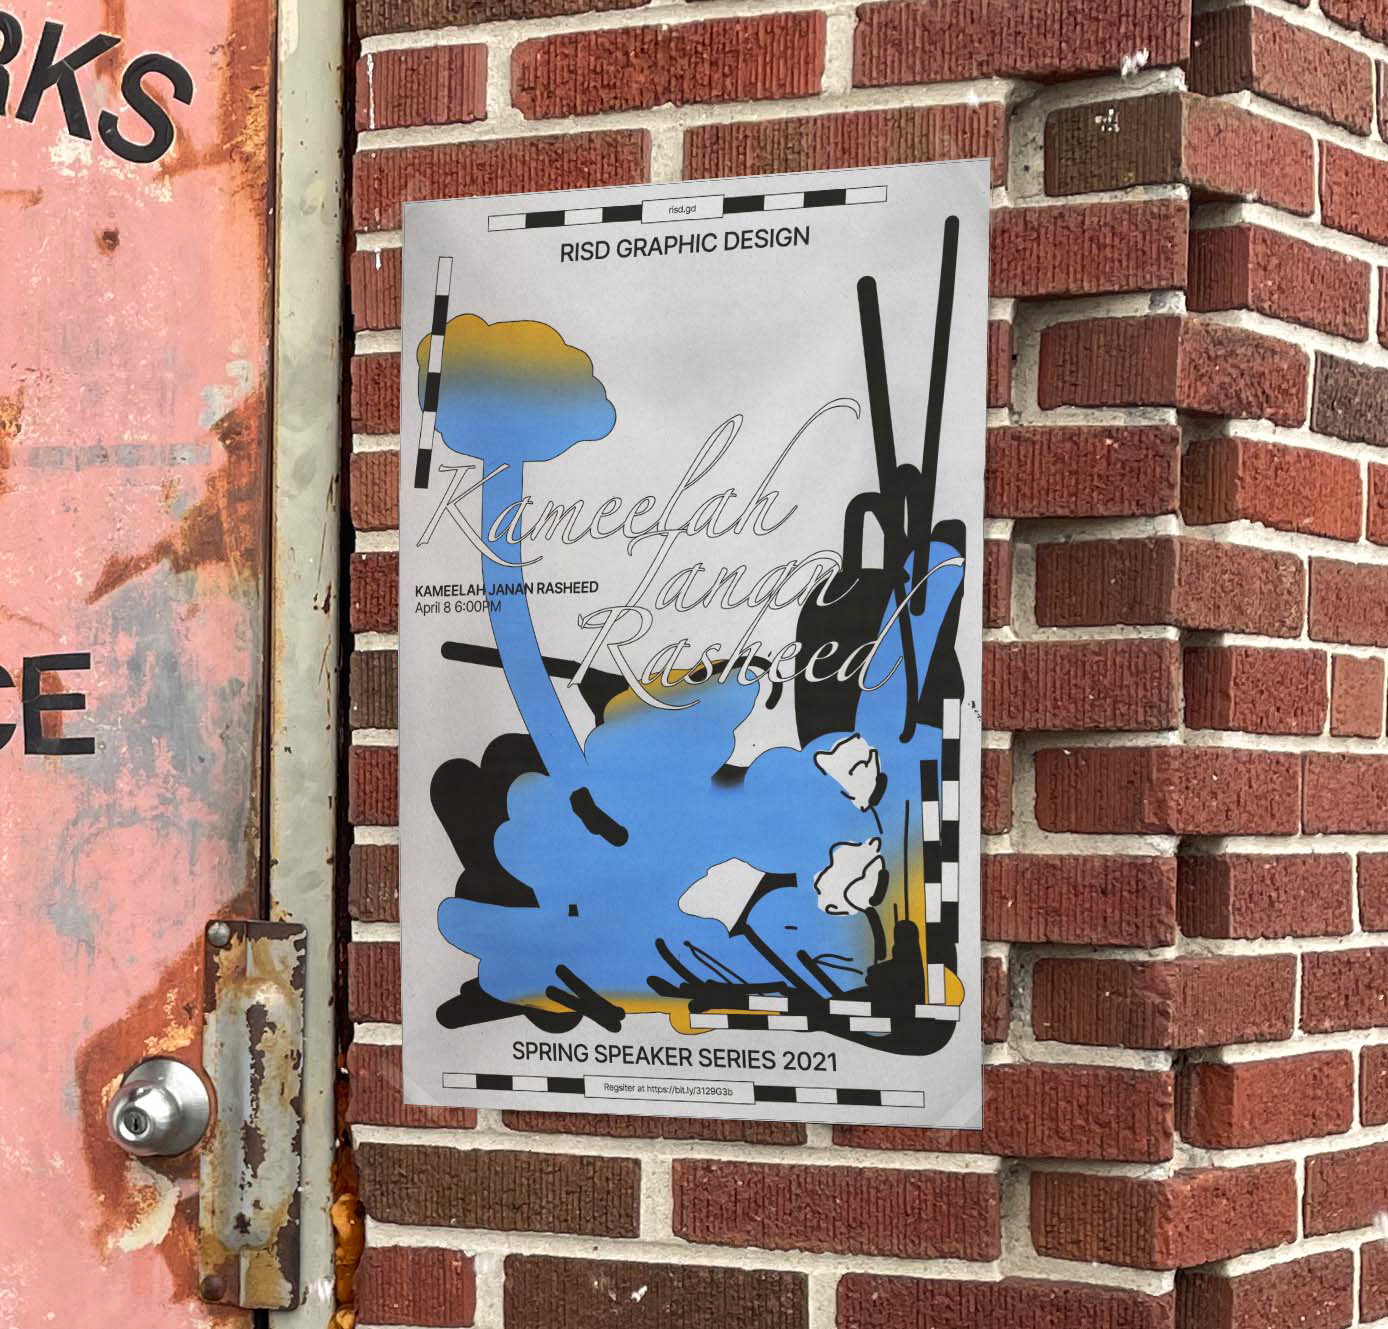 RKS
CE
risd.gd
RISD GRAPHIC DESIGN
Kameelah
Janan
Rasheed
KAMEELAH JANAN RASHEED
April 8 6:00PM
SPRING SPEAKER SERIES 2021
Regsiter at https://bit.ly/3129G3b